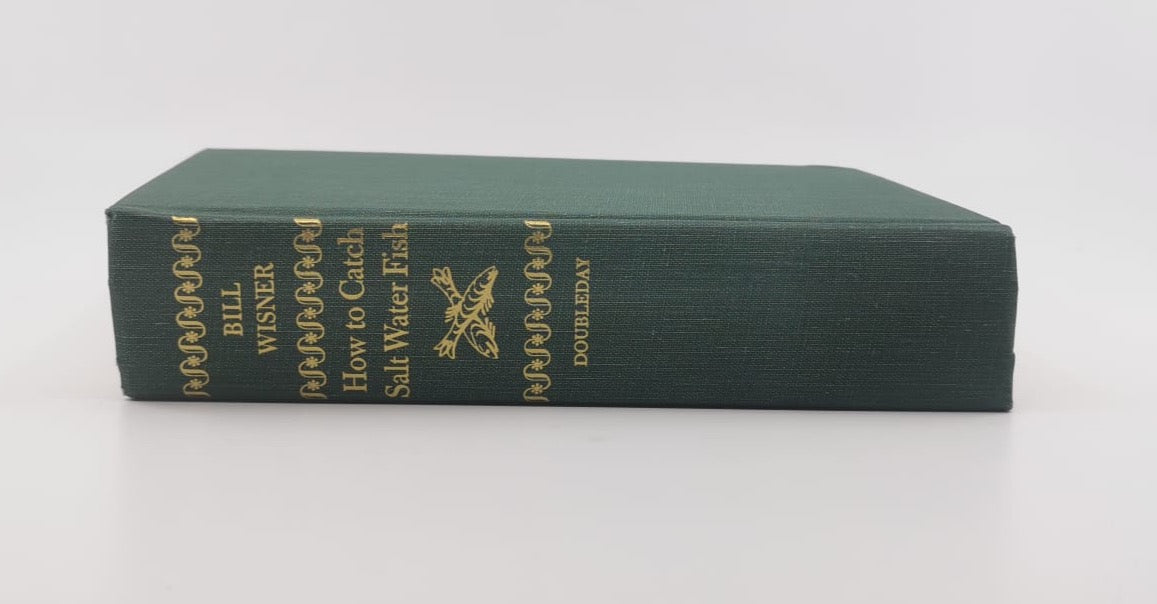 BILL
WISNER
How to Catch
Salt Water Fish
DOUBLEDAY